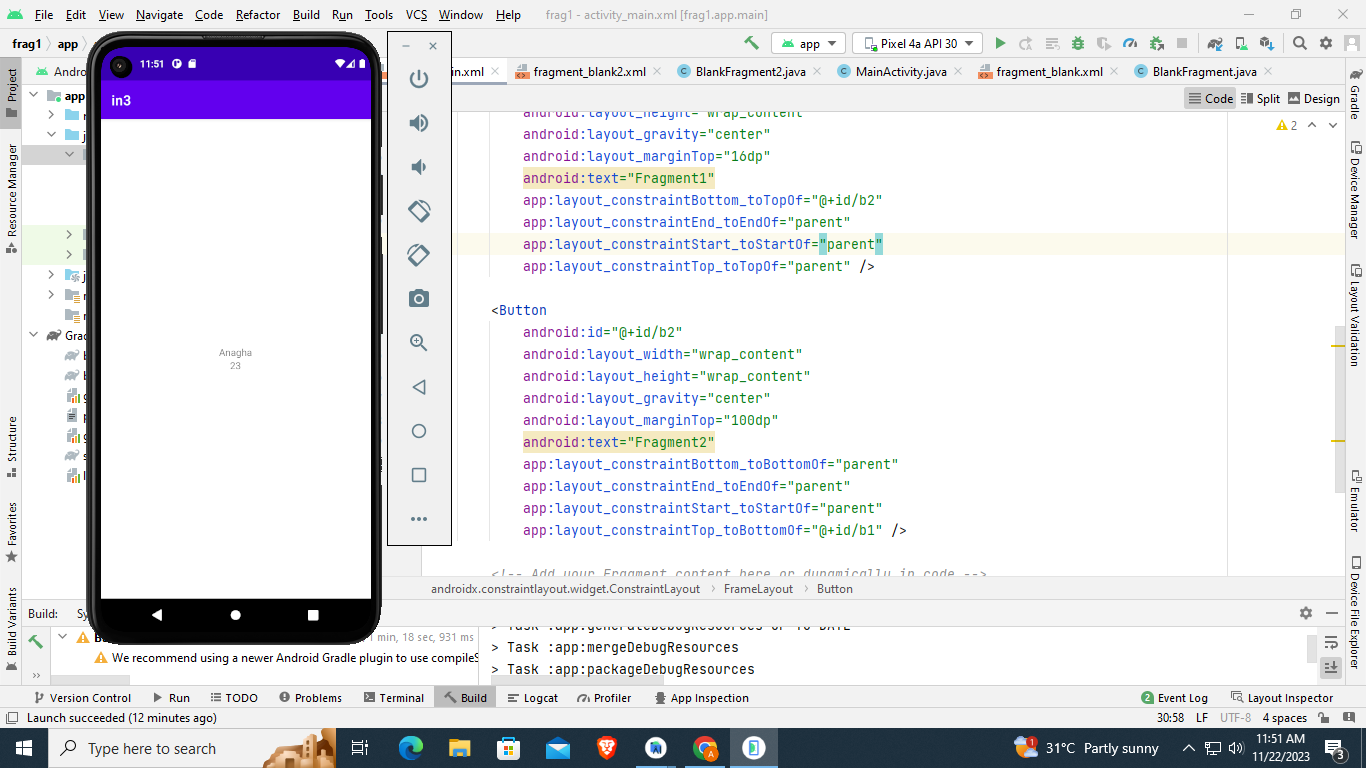 File Edit View Navigate Code Refactor Build Run Tools VCS Window Help frag1 - activity_main.xml [frag1.app.main]
frag1 app app Pixel 4a API 30
Andro in.xml fragment_blank2.xml BlankFragment2.java MainActivity.java fragment_blank.xml BlankFragment.java
Code Split Design
Project
Resource Manager
Structure
Favorites
Build Variants
app
Grad
11:51
in3
Anagha
23
2
android:layout_height="wrap_content"
android:layout_gravity="center"
android:layout_marginTop="16dp"
android:text="Fragment1"
app:layout_constraintBottom_toTopOf="@+id/b2"
app:layout_constraintEnd_toEndOf="parent"
app:layout_constraintStart_toStartOf="parent"
app:layout_constraintTop_toTopOf="parent" />
<Button
android:id="@+id/b2"
android:layout_width="wrap_content"
android:layout_height="wrap_content"
android:layout_gravity="center"
android:layout_marginTop="100dp"
android:text="Fragment2"
app:layout_constraintBottom_toBottomOf="parent"
app:layout_constraintEnd_toEndOf="parent"
app:layout_constraintStart_toStartOf="parent"
app:layout_constraintTop_toBottomOf="@+id/b1" />
<!-- Add your Fragment content here or dynamically in code -->
androidx.constraintlayout.widget.ConstraintLayout FrameLayout Button
Gradle
Device Manager
Layout Validation
Emulator
Device File Explorer
Build: Sy
1 min, 18 sec, 931 ms
We recommend using a newer Android Gradle plugin to use compileS
> Task :app:generateDebugResources UP-TO-DATE
> Task :app:mergeDebugResources
> Task :app:packageDebugResources
Version Control Run TODO Problems Terminal Build Logcat Profiler App Inspection 2 Event Log Layout Inspector
Launch succeeded (12 minutes ago) 30:58 LF UTF-8 4 spaces
Type here to search 31°C Partly sunny 11:51 AM
11/22/2023 3